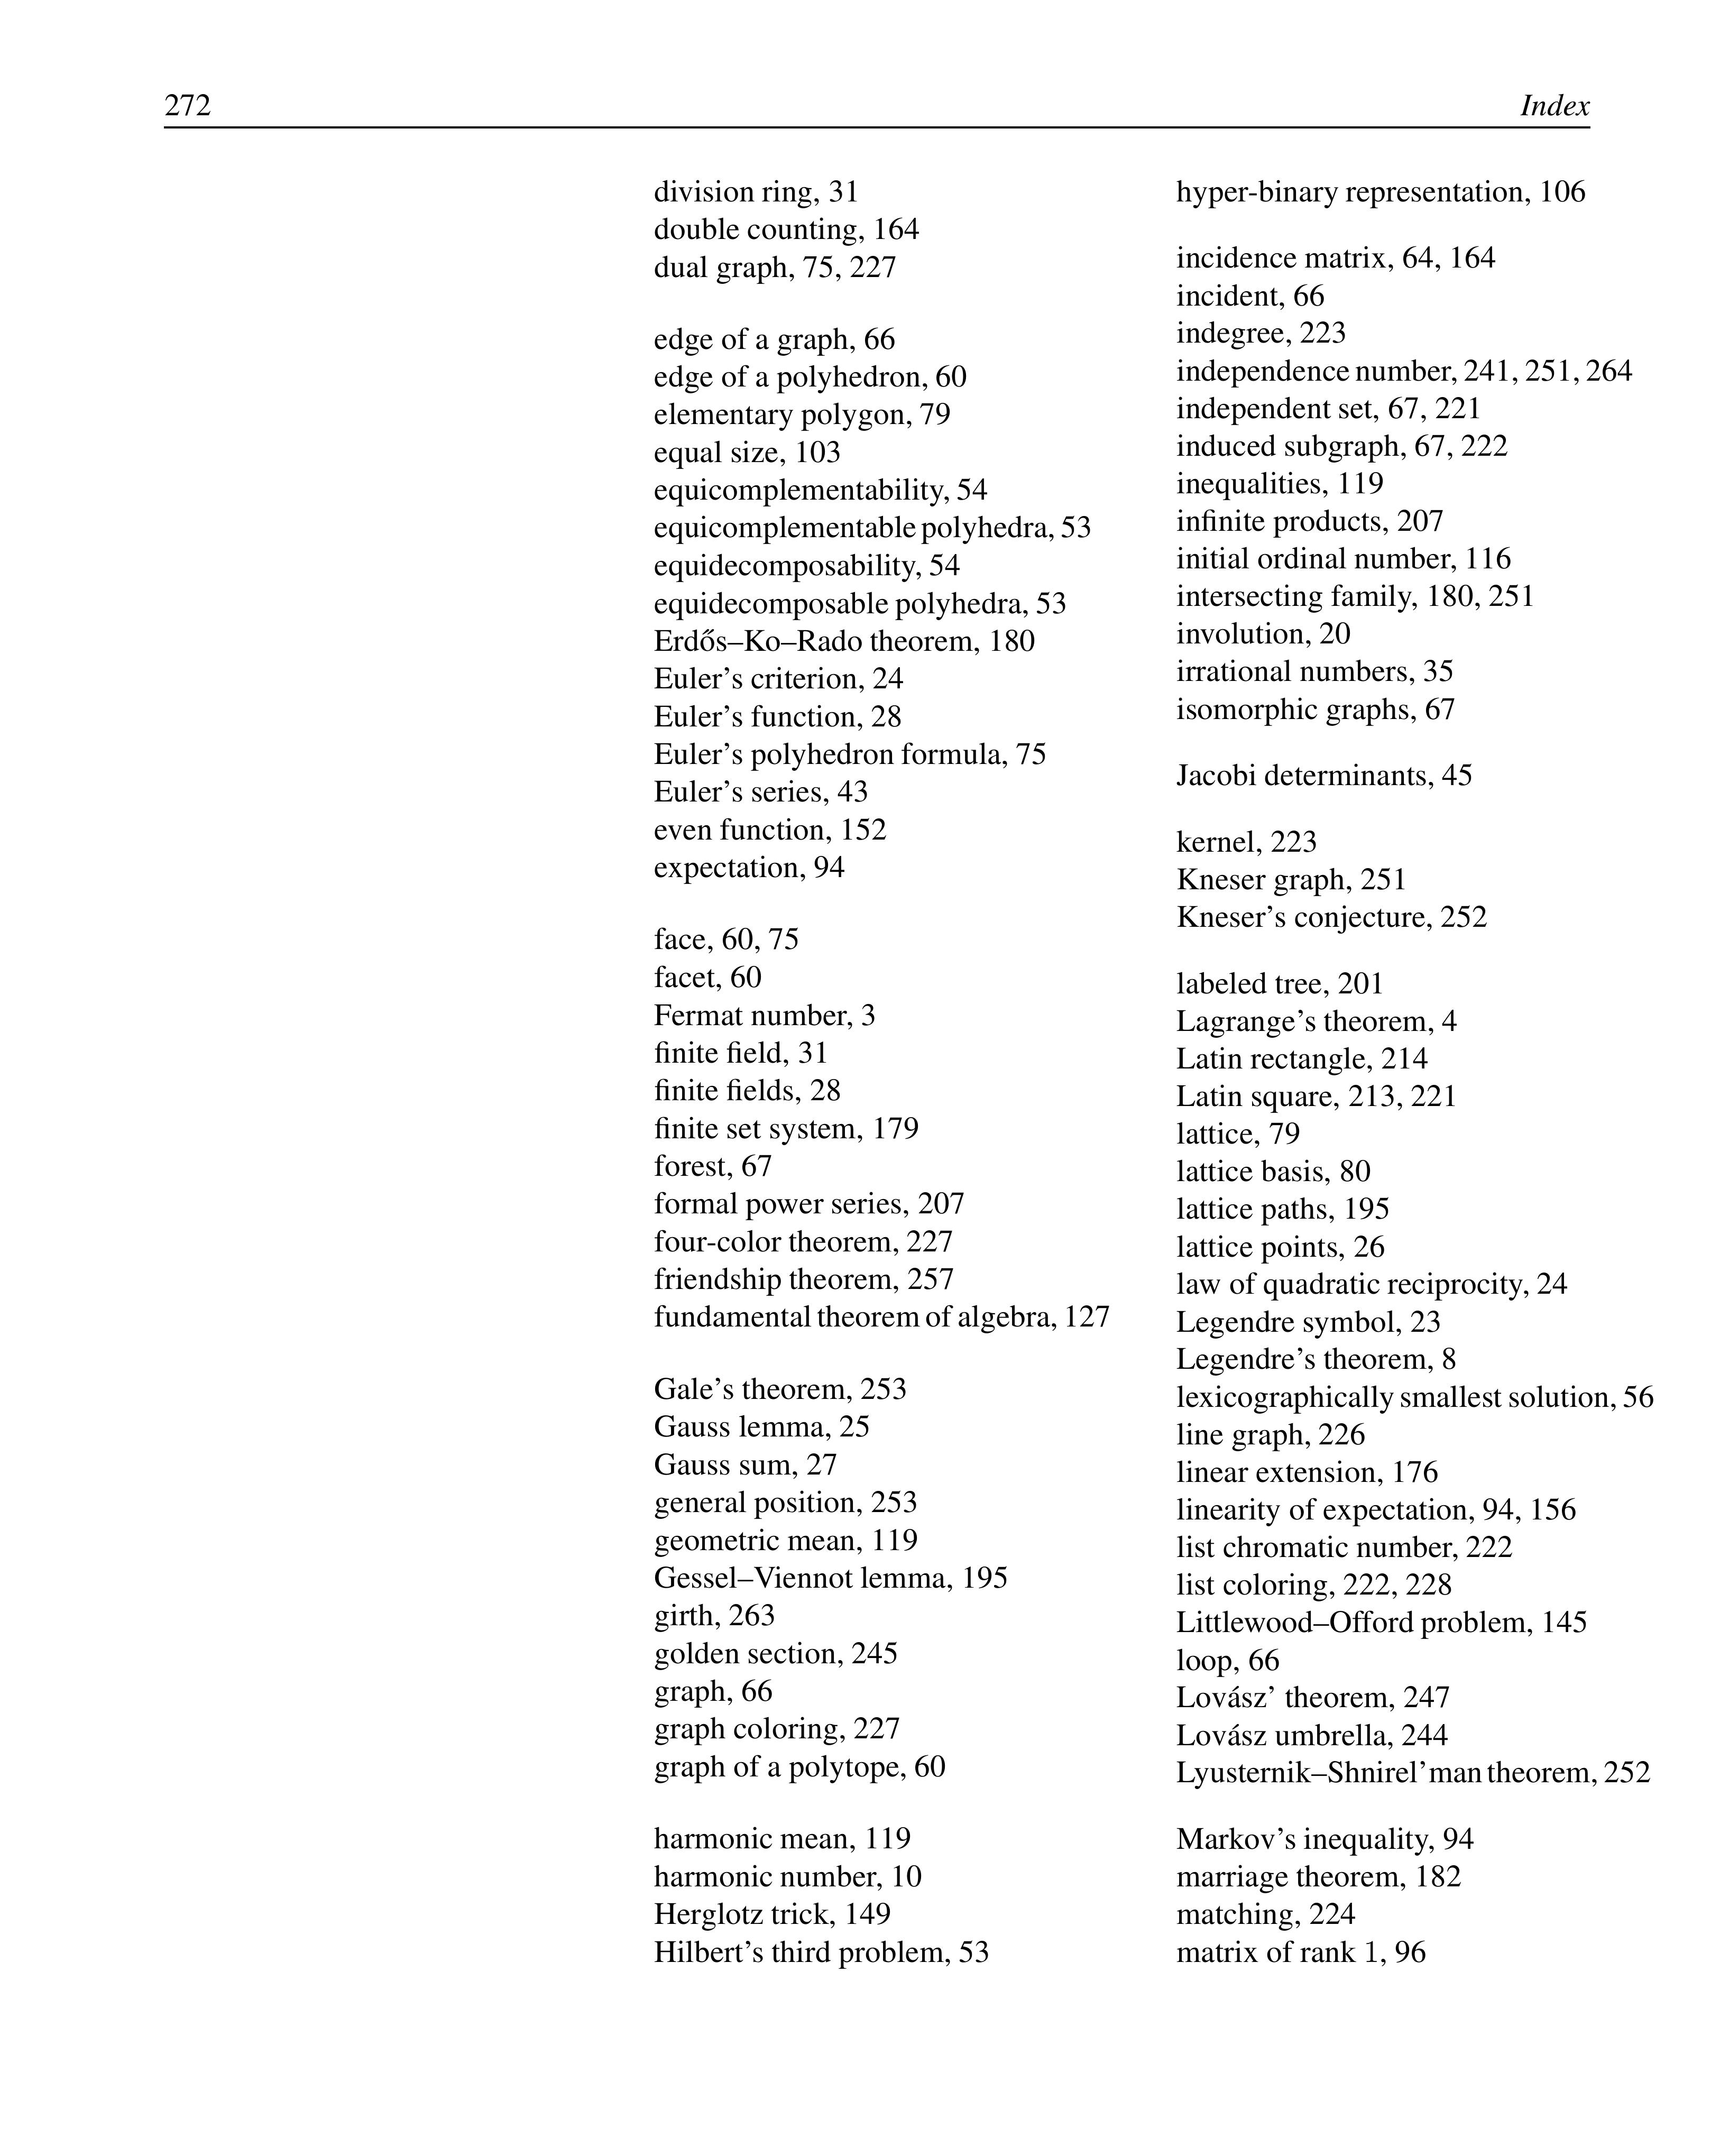 272 Index
division ring, 31
double counting, 164
dual graph, 75, 227
edge of a graph, 66
edge of a polyhedron, 60
elementary polygon, 79
equal size, 103
equicomplementability, 54
equicomplementable polyhedra, 53
equidecomposability, 54
equidecomposable polyhedra, 53
Erdős–Ko–Rado theorem, 180
Euler’s criterion, 24
Euler’s function, 28
Euler’s polyhedron formula, 75
Euler’s series, 43
even function, 152
expectation, 94
face, 60, 75
facet, 60
Fermat number, 3
finite field, 31
finite fields, 28
finite set system, 179
forest, 67
formal power series, 207
four-color theorem, 227
friendship theorem, 257
fundamental theorem of algebra, 127
Gale’s theorem, 253
Gauss lemma, 25
Gauss sum, 27
general position, 253
geometric mean, 119
Gessel–Viennot lemma, 195
girth, 263
golden section, 245
graph, 66
graph coloring, 227
graph of a polytope, 60
harmonic mean, 119
harmonic number, 10
Herglotz trick, 149
Hilbert’s third problem, 53
hyper-binary representation, 106
incidence matrix, 64, 164
incident, 66
indegree, 223
independence number, 241, 251, 264
independent set, 67, 221
induced subgraph, 67, 222
inequalities, 119
infinite products, 207
initial ordinal number, 116
intersecting family, 180, 251
involution, 20
irrational numbers, 35
isomorphic graphs, 67
Jacobi determinants, 45
kernel, 223
Kneser graph, 251
Kneser’s conjecture, 252
labeled tree, 201
Lagrange’s theorem, 4
Latin rectangle, 214
Latin square, 213, 221
lattice, 79
lattice basis, 80
lattice paths, 195
lattice points, 26
law of quadratic reciprocity, 24
Legendre symbol, 23
Legendre’s theorem, 8
lexicographically smallest solution, 56
line graph, 226
linear extension, 176
linearity of expectation, 94, 156
list chromatic number, 222
list coloring, 222, 228
Littlewood–Offord problem, 145
loop, 66
Lovász’ theorem, 247
Lovász umbrella, 244
Lyusternik–Shnirel’man theorem, 252
Markov’s inequality, 94
marriage theorem, 182
matching, 224
matrix of rank 1, 96